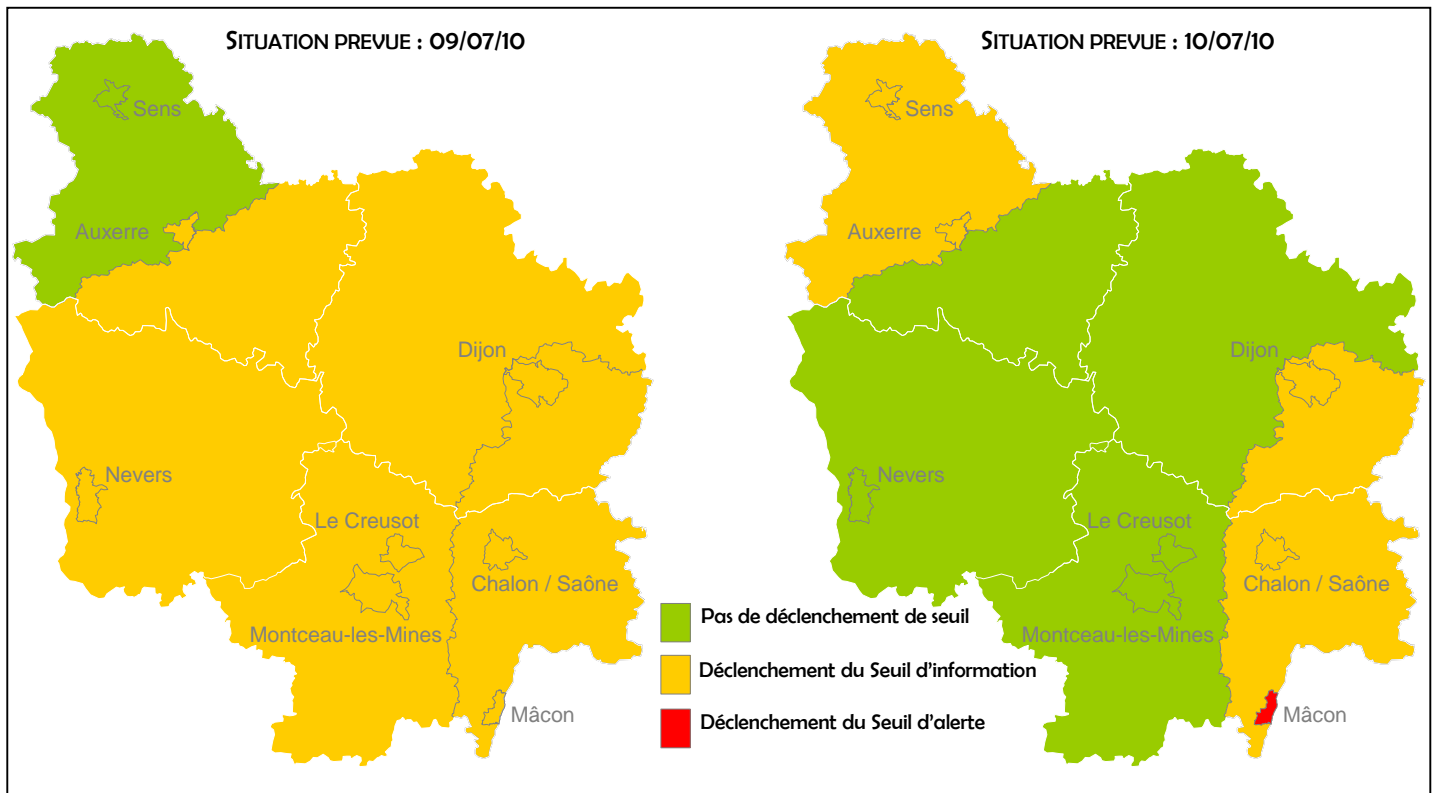 SITUATION PREVUE : 09/07/10
Sens
Auxerre
Dijon
Nevers
Le Creusot
Chalon / Saône
Montceau-les-Mines
Mâcon
SITUATION PREVUE : 10/07/10
Sens
Auxerre
Dijon
Nevers
Le Creusot
Chalon / Saône
Montceau-les-Mines
Mâcon
Pas de déclenchement de seuil
Déclenchement du Seuil d'information
Déclenchement du Seuil d'alerte